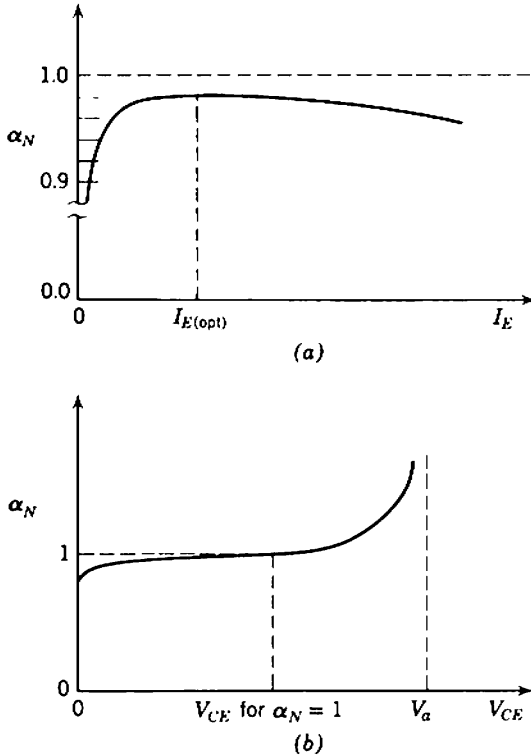 1.0
α_N
0.9
0.0
0
I_E(opt)
I_E
(a)
α_N
1
0
0
V_CE for α_N = 1
V_a
V_CE
(b)